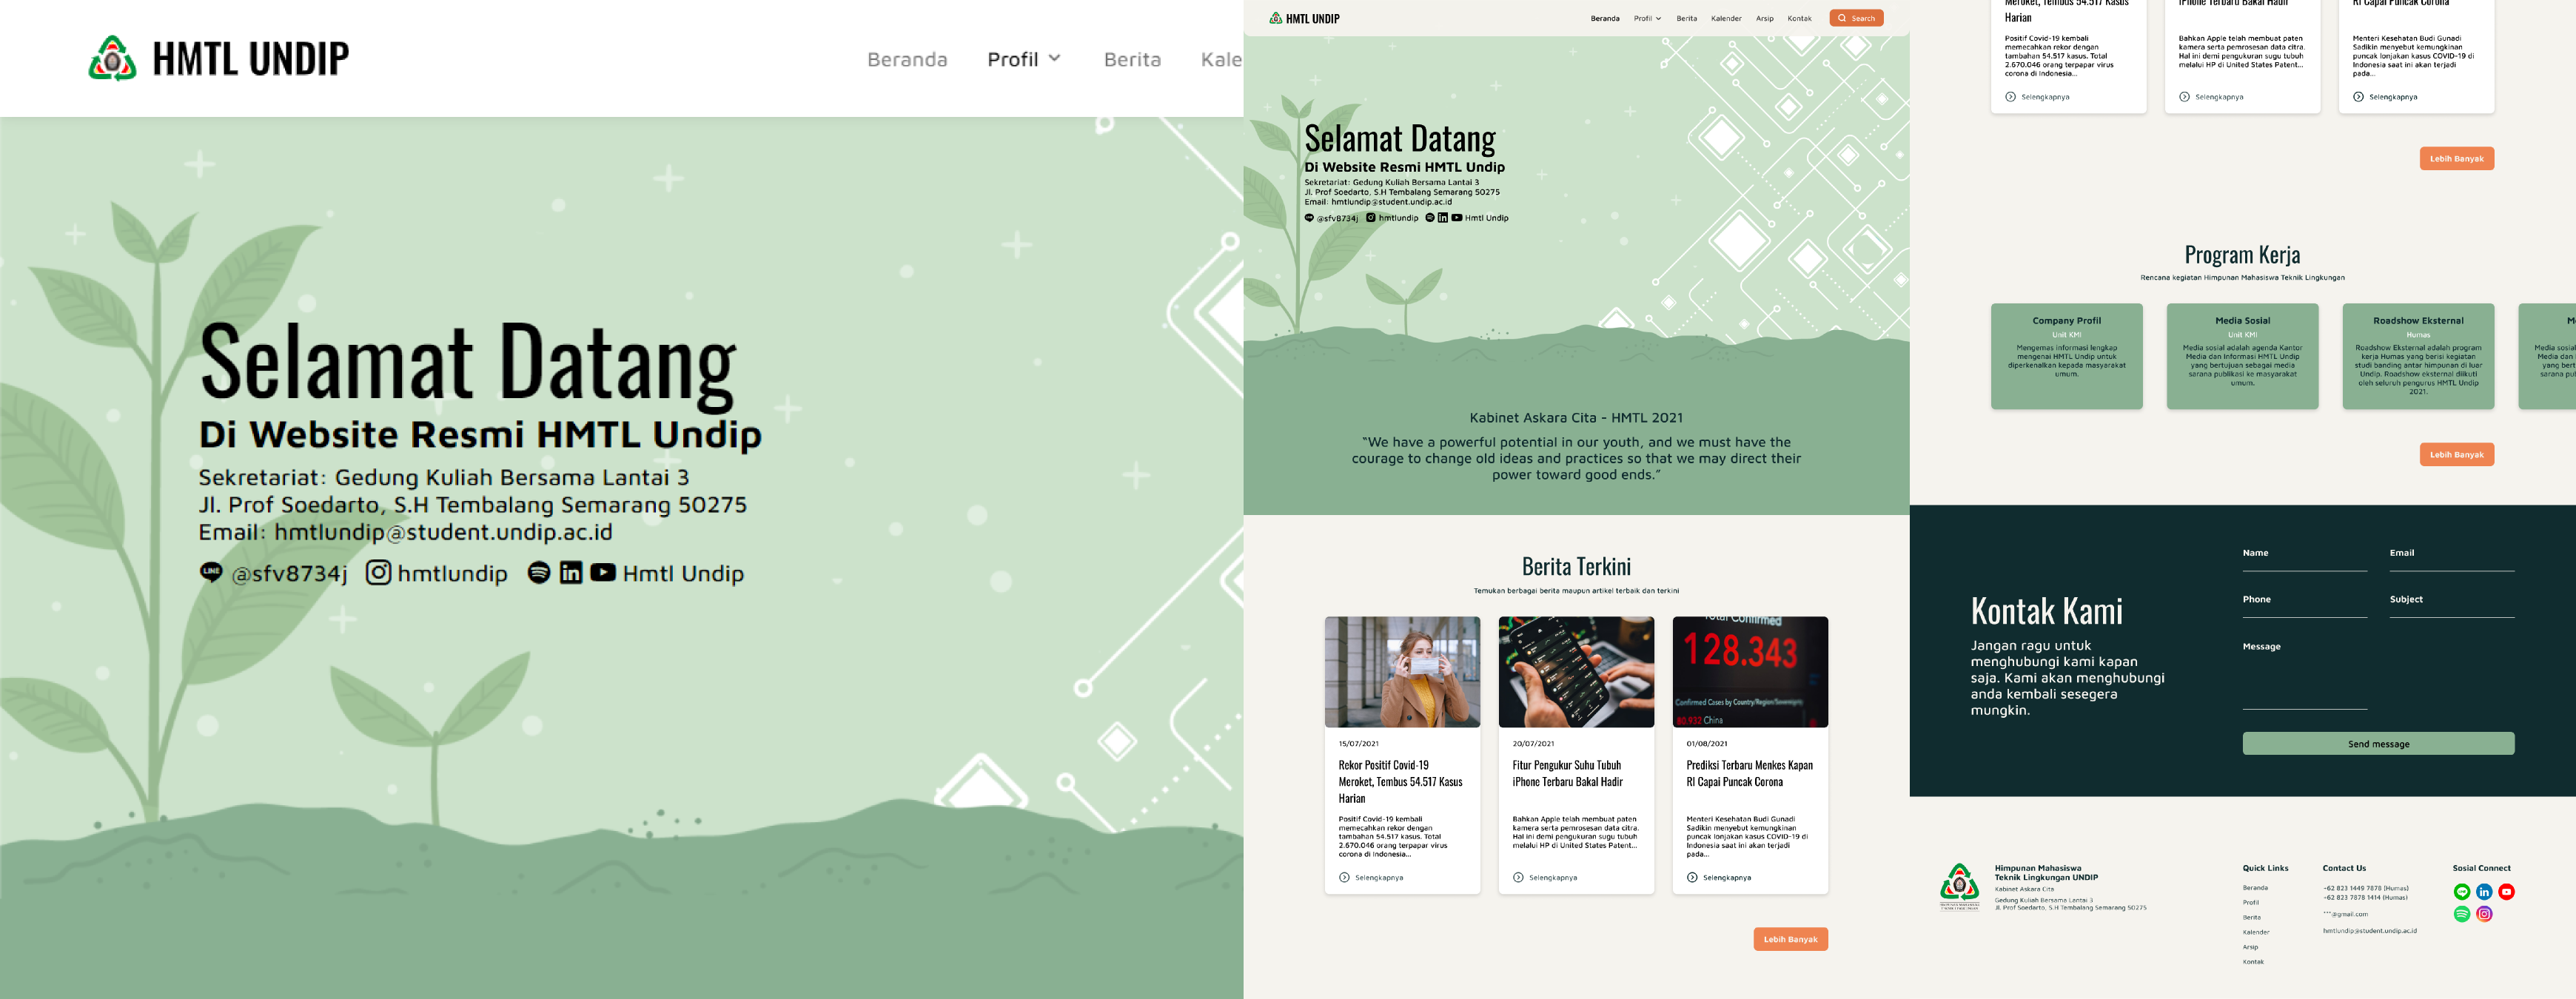 HMTL UNDIP
Beranda
Profil
Berita
Kale
Selamat Datang
Di Website Resmi HMTL Undip
Sekretariat: Gedung Kuliah Bersama Lantai 3
Jl. Prof Soedarto, S.H Tembalang Semarang 50275
Email: hmtlundip@student.undip.ac.id
LINE @sfv8734j hmtlundip in Hmtl Undip
HMTL UNDIP
Beranda
Profil
Berita
Kalender
Arsip
Kontak
Search
Selamat Datang
Di Website Resmi HMTL Undip
Sekretariat: Gedung Kuliah Bersama Lantai 3
Jl. Prof Soedarto, S.H Tembalang Semarang 50275
Email: hmtlundip@student.undip.ac.id
@sfv8734j hmtlundip in Hmtl Undip
Kabinet Askara Cita - HMTL 2021
“We have a powerful potential in our youth, and we must have the
courage to change old ideas and practices so that we may direct their
power toward good ends.”
Berita Terkini
Temukan berbagai berita maupun artikel terbaik dan terkini
15/07/2021
Rekor Positif Covid-19
Meroket, Tembus 54.517 Kasus
Harian
Positif Covid-19 kembali
memecahkan rekor dengan
tambahan 54.517 kasus. Total
2.670.046 orang terpapar virus
corona di Indonesia...
Selengkapnya
20/07/2021
Fitur Pengukur Suhu Tubuh
iPhone Terbaru Bakal Hadir
Bahkan Apple telah membuat paten
kamera serta pemrosesan data citra.
Hal ini demi pengukuran sugu tubuh
melalui HP di United States Patent...
Selengkapnya
Total Confirmed
128.343
Confirmed Cases by Country/Region/Sovereignty
80.932 China
01/08/2021
Prediksi Terbaru Menkes Kapan
RI Capai Puncak Corona
Menteri Kesehatan Budi Gunadi
Sadikin menyebut kemungkinan
puncak lonjakan kasus COVID-19 di
Indonesia saat ini akan terjadi
pada...
Selengkapnya
Lebih Banyak
Meroket, Tembus 54.517 Kasus
Harian
Positif Covid-19 kembali
memecahkan rekor dengan
tambahan 54.517 kasus. Total
2.670.046 orang terpapar virus
corona di Indonesia...
Selengkapnya
iPhone Terbaru Bakal Hadir
Bahkan Apple telah membuat paten
kamera serta pemrosesan data citra.
Hal ini demi pengukuran sugu tubuh
melalui HP di United States Patent...
Selengkapnya
RI Capai Puncak Corona
Menteri Kesehatan Budi Gunadi
Sadikin menyebut kemungkinan
puncak lonjakan kasus COVID-19 di
Indonesia saat ini akan terjadi
pada...
Selengkapnya
Lebih Banyak
Program Kerja
Rencana kegiatan Himpunan Mahasiswa Teknik Lingkungan
Company Profil
Unit KMI
Mengemas informasi lengkap
mengenai HMTL Undip untuk
diperkenalkan kepada masyarakat
umum.
Media Sosial
Unit KMI
Media sosial adalah agenda Kantor
Media dan Informasi HMTL Undip
yang bertujuan sebagai media
sarana publikasi ke masyarakat
umum.
Roadshow Eksternal
Humas
Roadshow Eksternal adalah program
kerja Humas yang berisi kegiatan
studi banding antar himpunan di luar
Undip. Roadshow eksternal diikuti
oleh seluruh pengurus HMTL Undip
2021.
M
Media sosial
Media dan
yang bert
sarana pu
Lebih Banyak
Kontak Kami
Jangan ragu untuk
menghubungi kami kapan
saja. Kami akan menghubungi
anda kembali sesegera
mungkin.
Name
Email
Phone
Subject
Message
Send message
Himpunan Mahasiswa
Teknik Lingkungan UNDIP
Kabinet Askara Cita
Gedung Kuliah Bersama Lantai 3
Jl. Prof Soedarto, S.H Tembalang Semarang 50275
Quick Links
Beranda
Profil
Berita
Kalender
Arsip
Kontak
Contact Us
+62 823 1449 7878 (Humas)
+62 823 7878 1414 (Humas)
***@gmail.com
hmtlundip@student.undip.ac.id
Sosial Connect
in